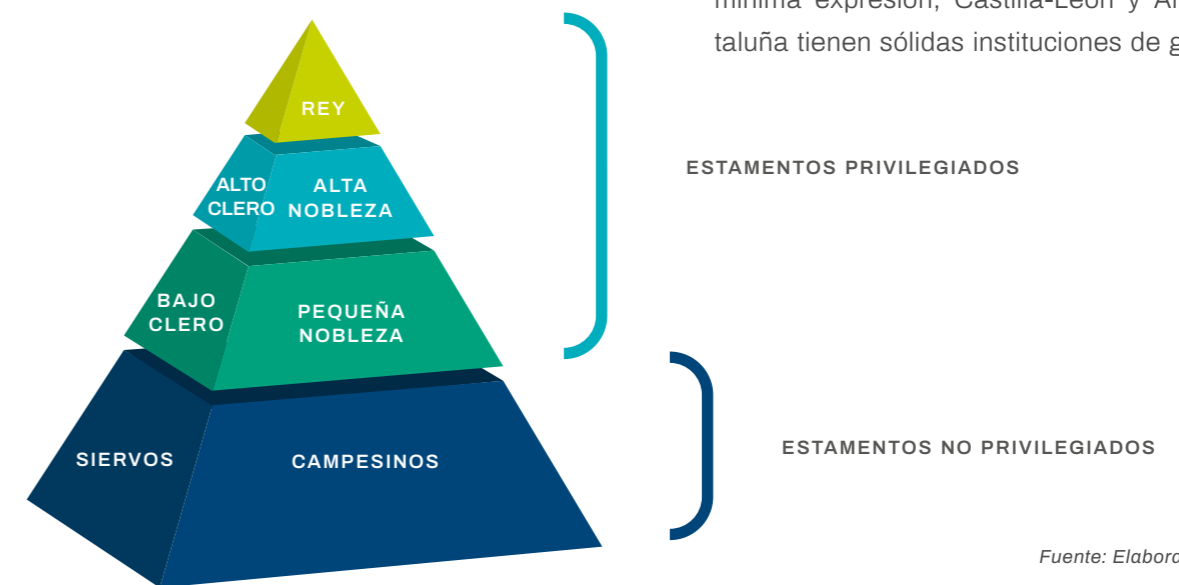 mínima expresión, Castilla-León y
taluña tienen sólidas instituciones de
REY
ESTAMENTOS PRIVILEGIADOS
ALTO
CLERO
ALTA
NOBLEZA
BAJO
CLERO
PEQUEÑA
NOBLEZA
SIERVOS
CAMPESINOS
ESTAMENTOS NO PRIVILEGIADOS
Fuente: